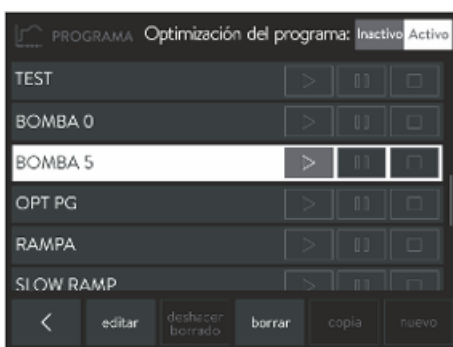 PROGRAMA Optimización del programa: Inactivo Activo
TEST
BOMBA 0
BOMBA 5
OPT PG
RAMPA
SLOW RAMP
editar deshacer borrado borrar copia nuevo